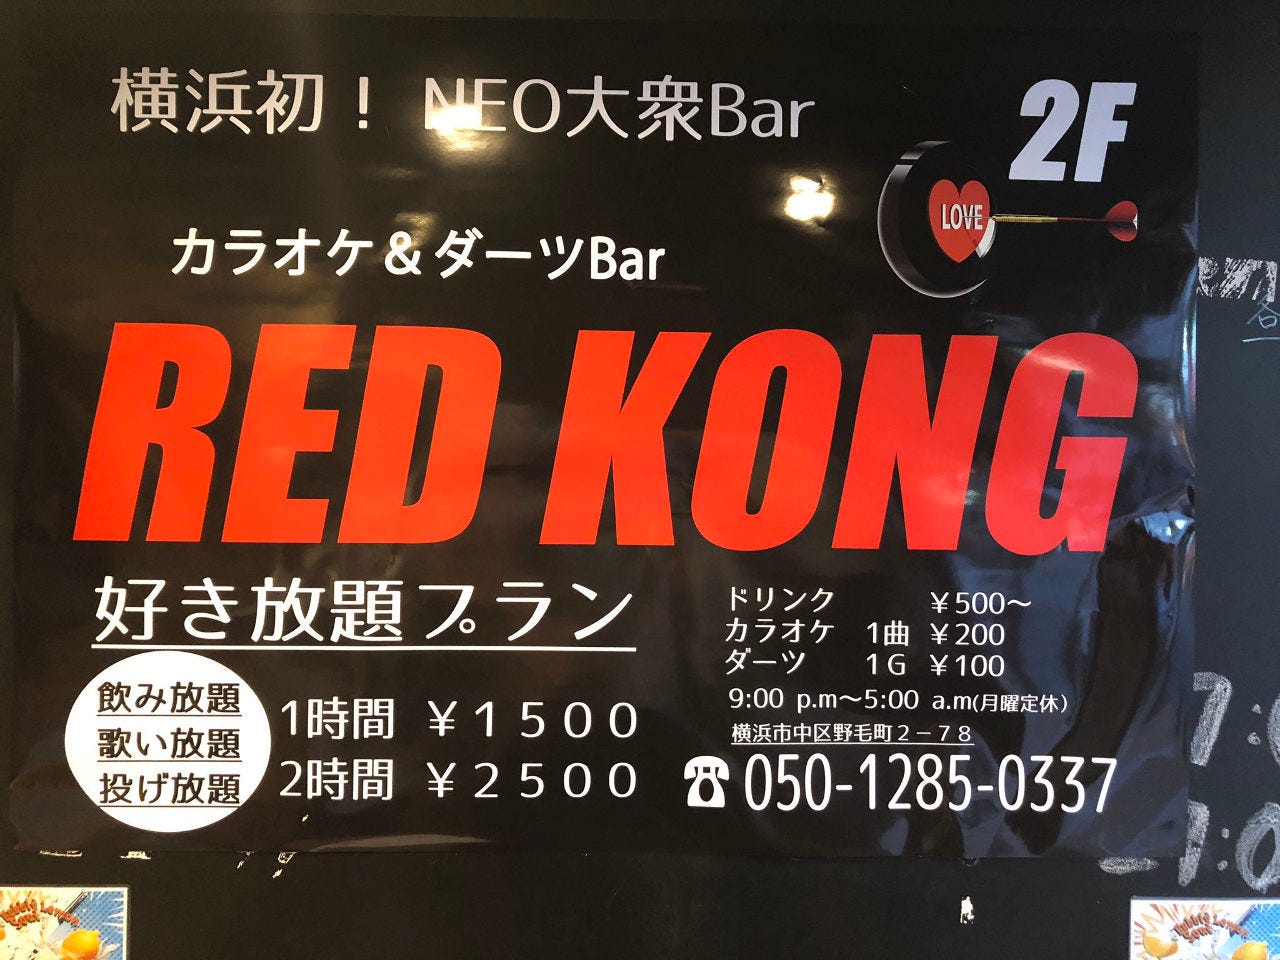 横浜初！ NEO大衆Bar
2F
LOVE
カラオケ＆ダーツBar
RED KONG
好き放題プラン
飲み放題
歌い放題
投げ放題
1時間 ￥１５００
2時間 ￥２５００
ドリンク ￥500～
カラオケ 1曲 ￥200
ダーツ 1G ￥100
9:00 p.m～5:00 a.m(月曜定休)
横浜市中区野毛町２－７８
☎050-1285-0337